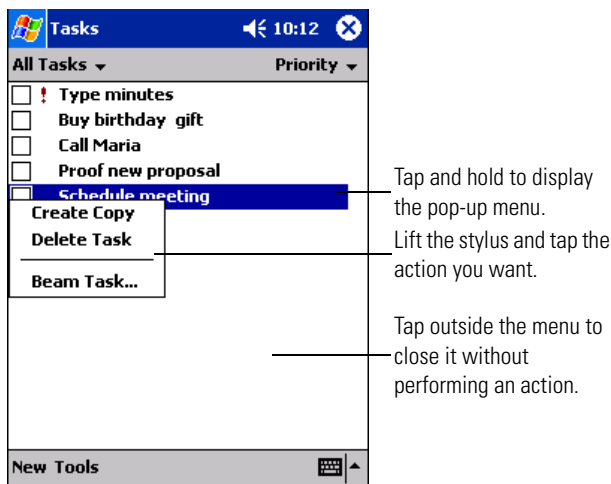 Tasks 10:12
All Tasks Priority
! Type minutes
Buy birthday gift
Call Maria
Proof new proposal
Schedule meeting
Create Copy
Delete Task
Beam Task...
Tap and hold to display
the pop-up menu.
Lift the stylus and tap the
action you want.
Tap outside the menu to
close it without
performing an action.
New Tools